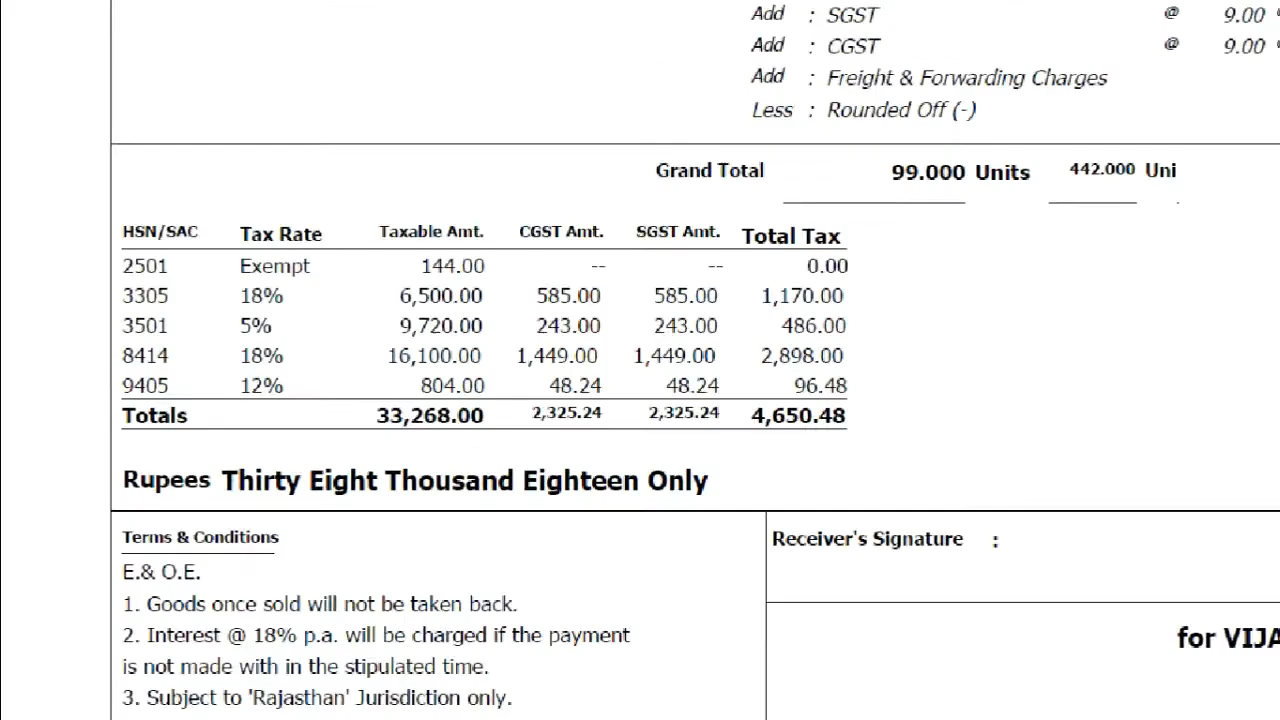 Add : SGST @ 9.00
Add : CGST @ 9.00
Add : Freight & Forwarding Charges
Less : Rounded Off (-)
Grand Total 99.000 Units 442.000 Uni
HSN/SAC Tax Rate Taxable Amt. CGST Amt. SGST Amt. Total Tax
2501 Exempt 144.00 -- -- 0.00
3305 18% 6,500.00 585.00 585.00 1,170.00
3501 5% 9,720.00 243.00 243.00 486.00
8414 18% 16,100.00 1,449.00 1,449.00 2,898.00
9405 12% 804.00 48.24 48.24 96.48
Totals 33,268.00 2,325.24 2,325.24 4,650.48
Rupees Thirty Eight Thousand Eighteen Only
Terms & Conditions
E.& O.E.
1. Goods once sold will not be taken back.
2. Interest @ 18% p.a. will be charged if the payment
is not made with in the stipulated time.
3. Subject to 'Rajasthan' Jurisdiction only.
Receiver's Signature :
for VIJA